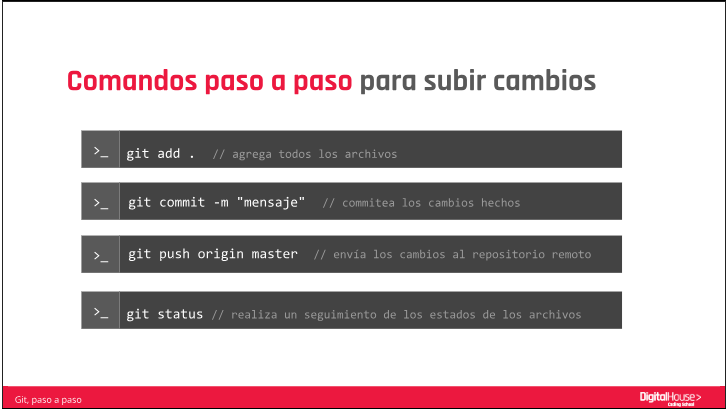 Comandos paso a paso para subir cambios
>_ git add . // agrega todos los archivos
>_ git commit -m "mensaje" // commitea los cambios hechos
>_ git push origin master // envía los cambios al repositorio remoto
>_ git status // realiza un seguimiento de los estados de los archivos
Git, paso a paso
DigitalHouse>
Coding School